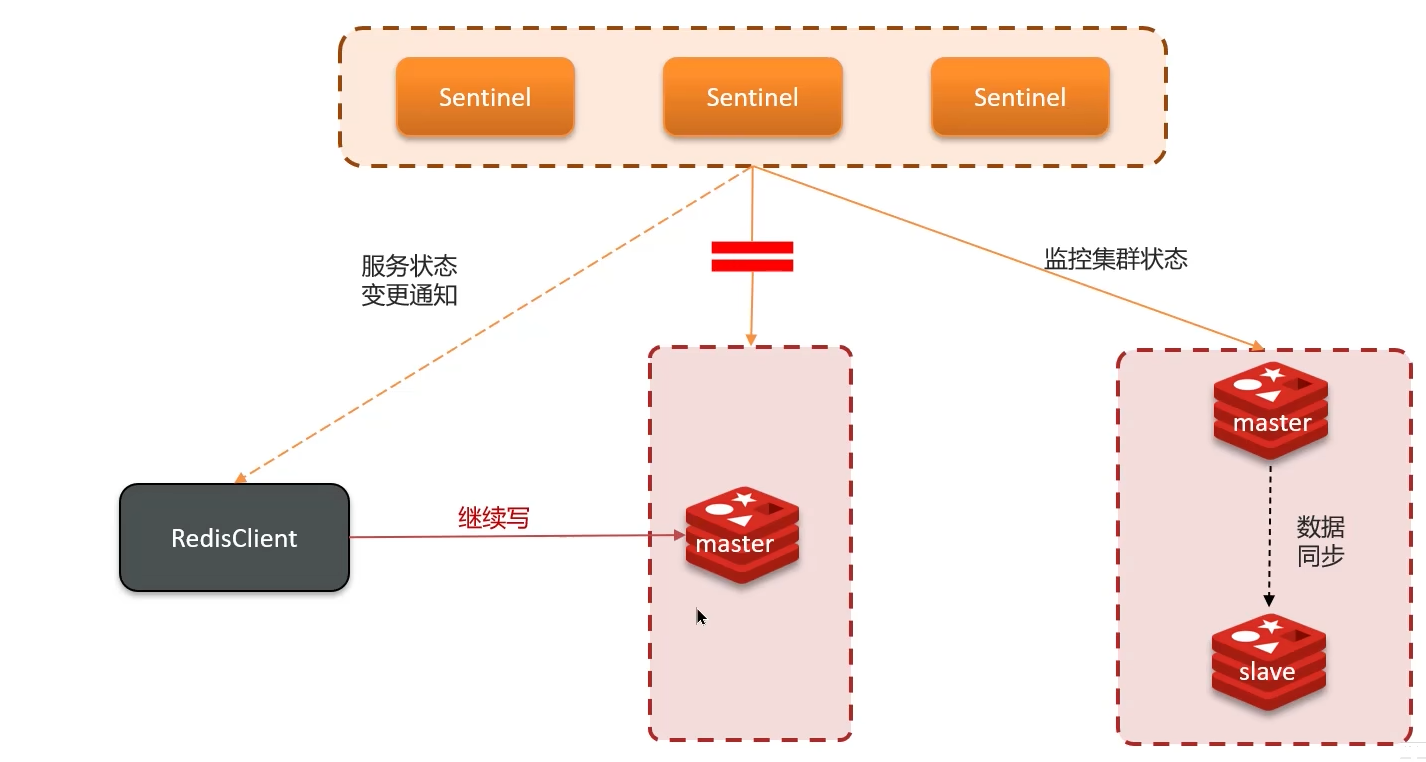 Sentinel
Sentinel
Sentinel
服务状态
变更通知
监控集群状态
master
RedisClient
继续写
master
数据
同步
slave